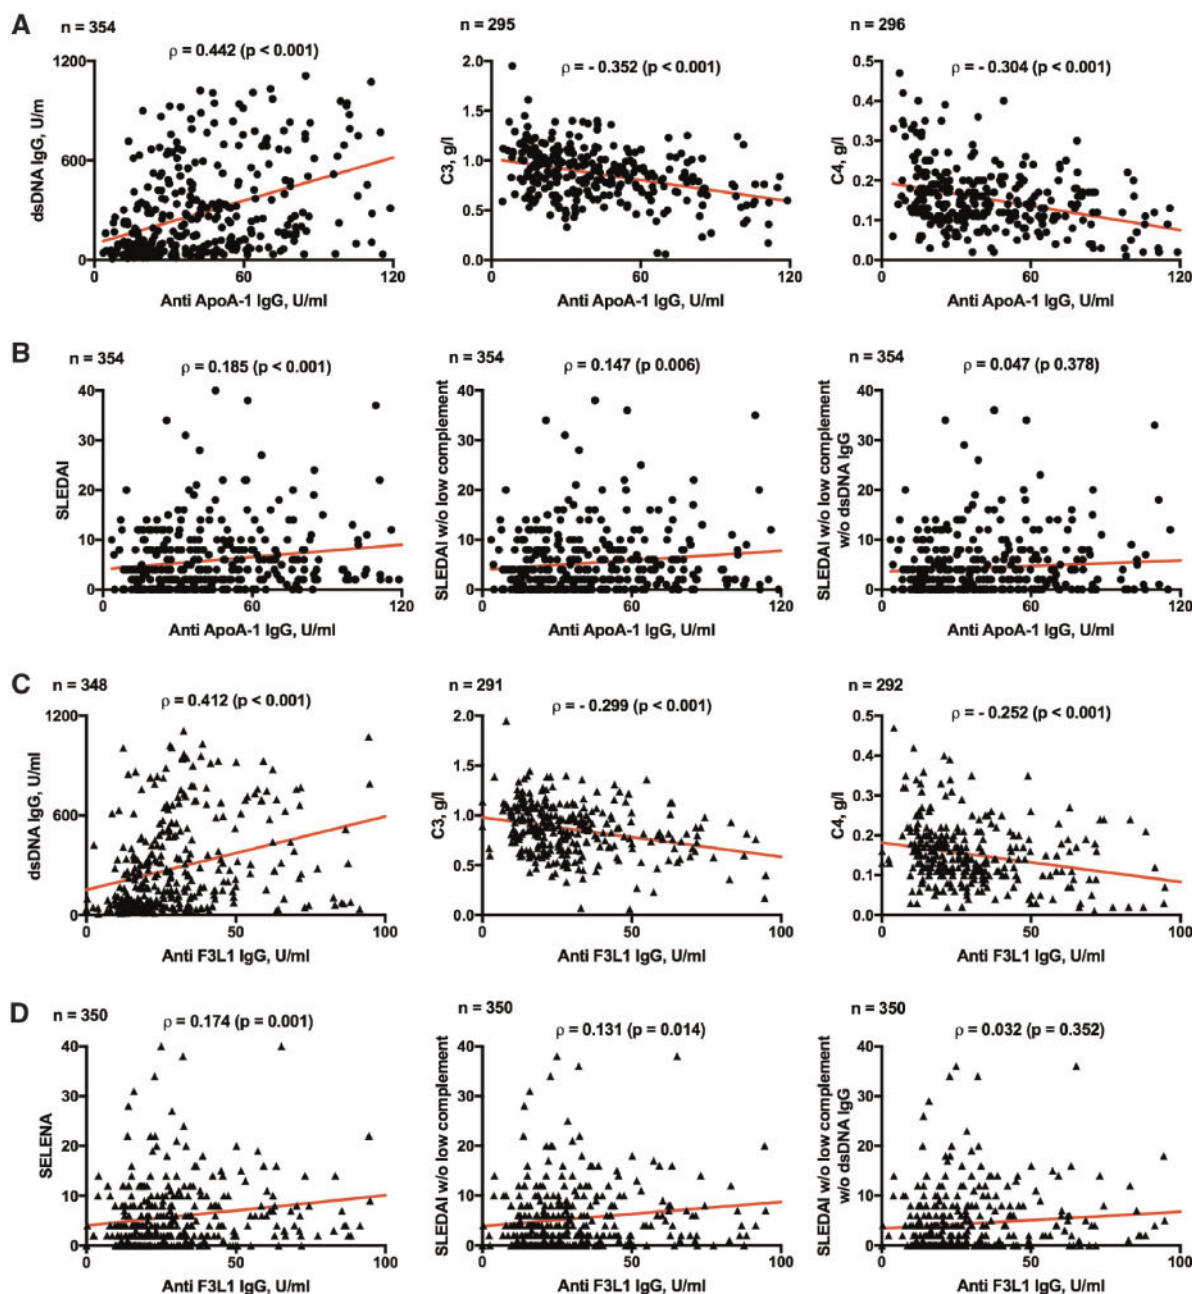 A
n = 354
ρ = 0.442 (p < 0.001)
1200
600
0
dsDNA IgG, U/m
0 60 120
Anti ApoA-1 IgG, U/ml
n = 295
ρ = - 0.352 (p < 0.001)
2.0
1.5
1.0
0.5
0.0
C3, g/l
0 60 120
Anti ApoA-1 IgG, U/ml
n = 296
ρ = - 0.304 (p < 0.001)
0.5
0.4
0.3
0.2
0.1
0.0
C4, g/l
0 60 120
Anti ApoA-1 IgG, U/ml
B
n = 354
ρ = 0.185 (p < 0.001)
40
30
20
10
0
SLEDAI
0 60 120
Anti ApoA-1 IgG, U/ml
n = 354
ρ = 0.147 (p 0.006)
40
30
20
10
0
SLEDAI w/o low complement
0 60 120
Anti ApoA-1 IgG, U/ml
n = 354
ρ = 0.047 (p 0.378)
40
30
20
10
0
SLEDAI w/o low complement
w/o dsDNA IgG
0 60 120
Anti ApoA-1 IgG, U/ml
C
n = 348
ρ = 0.412 (p < 0.001)
1200
600
0
dsDNA IgG, U/ml
0 50 100
Anti F3L1 IgG, U/ml
n = 291
ρ = - 0.299 (p < 0.001)
2.0
1.5
1.0
0.5
0.0
C3, g/l
0 50 100
Anti F3L1 IgG, U/ml
n = 292
ρ = - 0.252 (p < 0.001)
0.5
0.4
0.3
0.2
0.1
0.0
C4, g/l
0 50 100
Anti F3L1 IgG, U/ml
D
n = 350
ρ = 0.174 (p = 0.001)
40
30
20
10
0
SELENA
0 50 100
Anti F3L1 IgG, U/ml
n = 350
ρ = 0.131 (p = 0.014)
40
30
20
10
0
SLEDAI w/o low complement
0 50 100
Anti F3L1 IgG, U/ml
n = 350
ρ = 0.032 (p = 0.352)
40
30
20
10
0
SLEDAI w/o low complement
w/o dsDNA IgG
0 50 100
Anti F3L1 IgG, U/ml